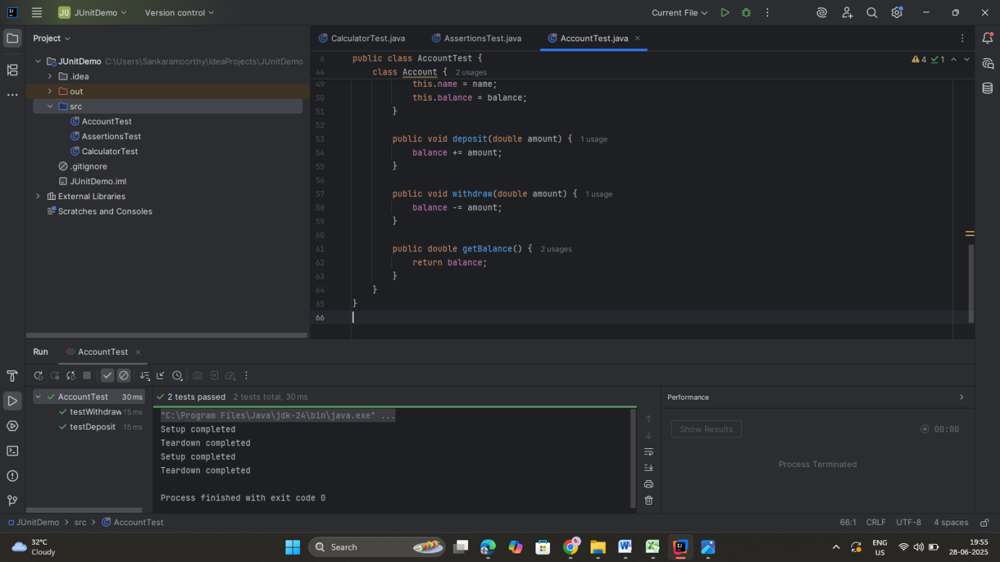 JU JUnitDemo Version control Current File
Project
CalculatorTest.java AssertionsTest.java AccountTest.java
JUnitDemo C:\Users\Sankaramoorthy\IdeaProjects\JUnitDemo
.idea
out
src
AccountTest
AssertionsTest
CalculatorTest
.gitignore
JUnitDemo.iml
External Libraries
Scratches and Consoles
6 public class AccountTest { 4 1
44 class Account { 2 usages
49 this.name = name;
50 this.balance = balance;
51 }
52
53 public void deposit(double amount) { 1 usage
54 balance += amount;
55 }
56
57 public void withdraw(double amount) { 1 usage
58 balance -= amount;
59 }
60
61 public double getBalance() { 2 usages
62 return balance;
63 }
64 }
65 }
66
Run AccountTest
AccountTest 30 ms
testWithdraw 15 ms
testDeposit 15 ms
2 tests passed 2 tests total, 30 ms
"C:\Program Files\Java\jdk-24\bin\java.exe" ...
Setup completed
Teardown completed
Setup completed
Teardown completed
Process finished with exit code 0
Performance
Show Results 00:00
Process Terminated
JUnitDemo > src > AccountTest 66:1 CRLF UTF-8 4 spaces
32°C
Cloudy
Search
ENG
US
19:55
28-06-2025